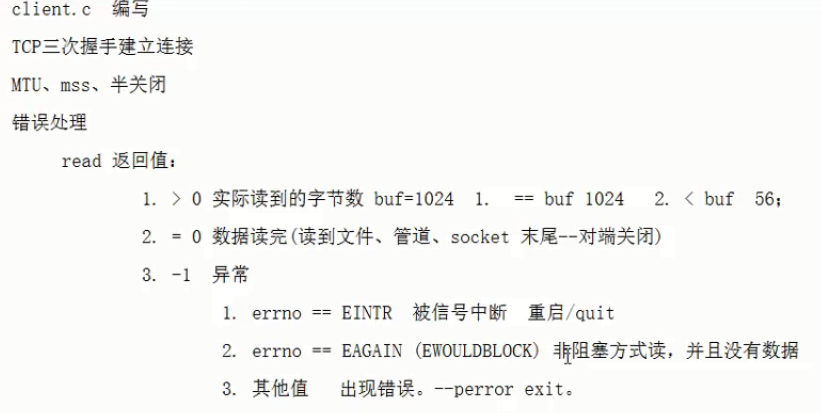 client.c 编写
TCP三次握手建立连接
MTU、mss、半关闭
错误处理
read 返回值:
1. > 0 实际读到的字节数 buf=1024 1. == buf 1024 2. < buf 56;
2. = 0 数据读完(读到文件、管道、socket 末尾--对端关闭)
3. -1 异常
1. errno == EINTR 被信号中断 重启/quit
2. errno == EAGAIN (EWOULDBLOCK) 非阻塞方式读，并且没有数据
3. 其他值 出现错误。--perror exit。